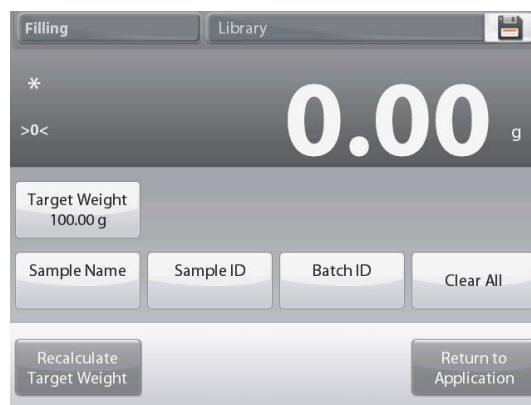 Filling
Library
*
>0<
0.00 g
Target Weight
100.00 g
Sample Name
Sample ID
Batch ID
Clear All
Recalculate
Target Weight
Return to
Application